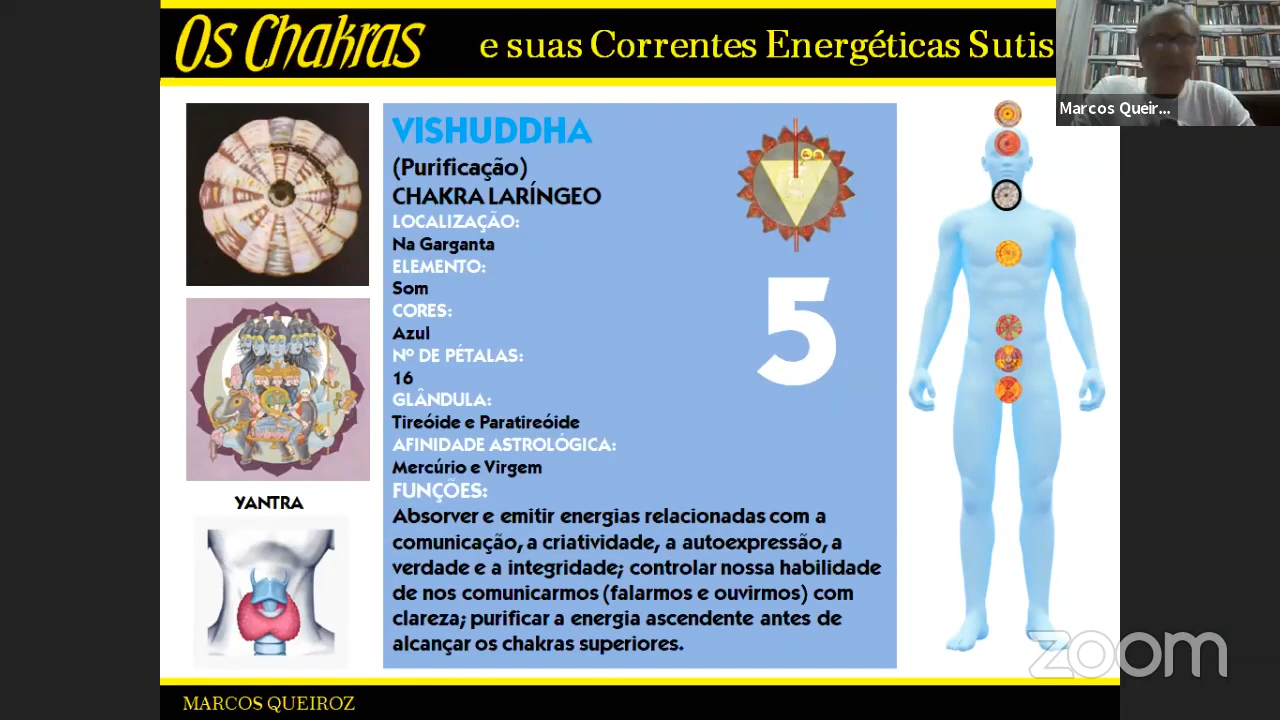 Os Chakras e suas Correntes Energéticas Sutis
Marcos Queir...
VISHUDDHA
(Purificação)
CHAKRA LARÍNGEO
LOCALIZAÇÃO:
Na Garganta
ELEMENTO:
Som
CORES:
Azul
Nº DE PÉTALAS:
16
GLÂNDULA:
Tireóide e Paratireóide
AFINIDADE ASTROLÓGICA:
Mercúrio e Virgem
FUNÇÕES:
Absorver e emitir energias relacionadas com a
comunicação, a criatividade, a autoexpressão, a
verdade e a integridade; controlar nossa habilidade
de nos comunicarmos (falarmos e ouvirmos) com
clareza; purificar a energia ascendente antes de
alcançar os chakras superiores.
5
YANTRA
zoom
MARCOS QUEIROZ